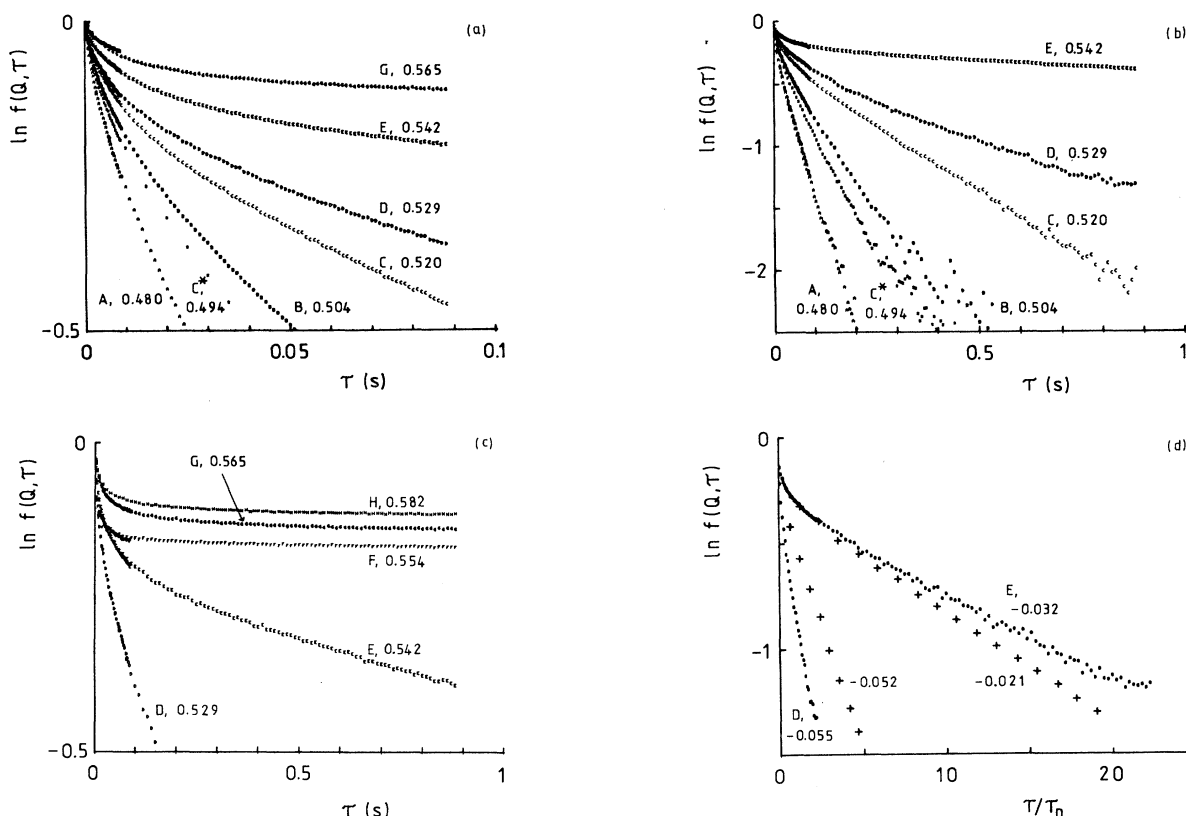 (a)
ln f(Q,τ)
0
-0.5
G, 0.565
E, 0.542
D, 0.529
C, 0.520
C*,
0.494
A, 0.480
B, 0.504
0
0.05
0.1
τ (s)
(b)
ln f(Q,τ)
0
-1
-2
E, 0.542
D, 0.529
C, 0.520
A,
0.480
C*,
0.494
B, 0.504
0
0.5
1
τ (s)
(c)
ln f(Q,τ)
0
-0.5
G, 0.565
H, 0.582
F, 0.554
E, 0.542
D, 0.529
0
0.5
1
τ (s)
(d)
ln f(Q,τ)
0
-1
E,
-0.032
-0.052
-0.021
D,
-0.055
0
10
20
τ/τn